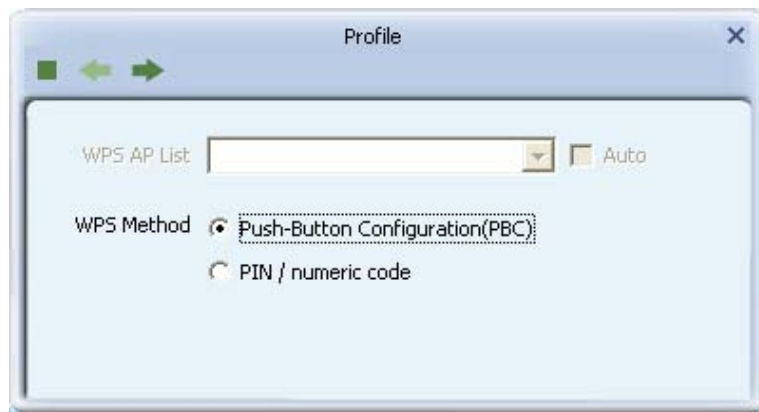 Profile
WPS AP List
Auto
WPS Method
Push-Button Configuration(PBC)
PIN / numeric code